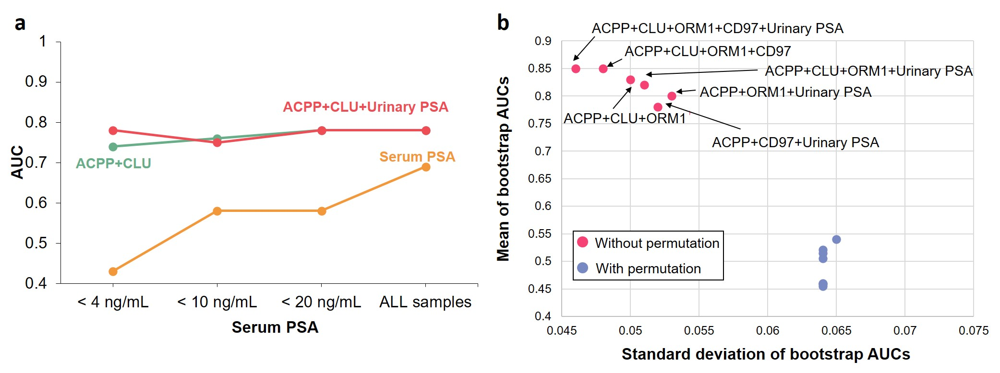 a
1
0.9
0.8
0.7
0.6
0.5
0.4
AUC
ACPP+CLU+Urinary PSA
ACPP+CLU
Serum PSA
< 4 ng/mL
< 10 ng/mL
< 20 ng/mL
ALL samples
Serum PSA
b
ACPP+CLU+ORM1+CD97+Urinary PSA
ACPP+CLU+ORM1+CD97
ACPP+CLU+ORM1+Urinary PSA
ACPP+ORM1+Urinary PSA
ACPP+CLU+ORM1
ACPP+CD97+Urinary PSA
0.9
0.85
0.8
0.75
0.7
0.65
0.6
0.55
0.5
0.45
0.4
Mean of bootstrap AUCs
Without permutation
With permutation
0.045
0.05
0.055
0.06
0.065
0.07
0.075
Standard deviation of bootstrap AUCs